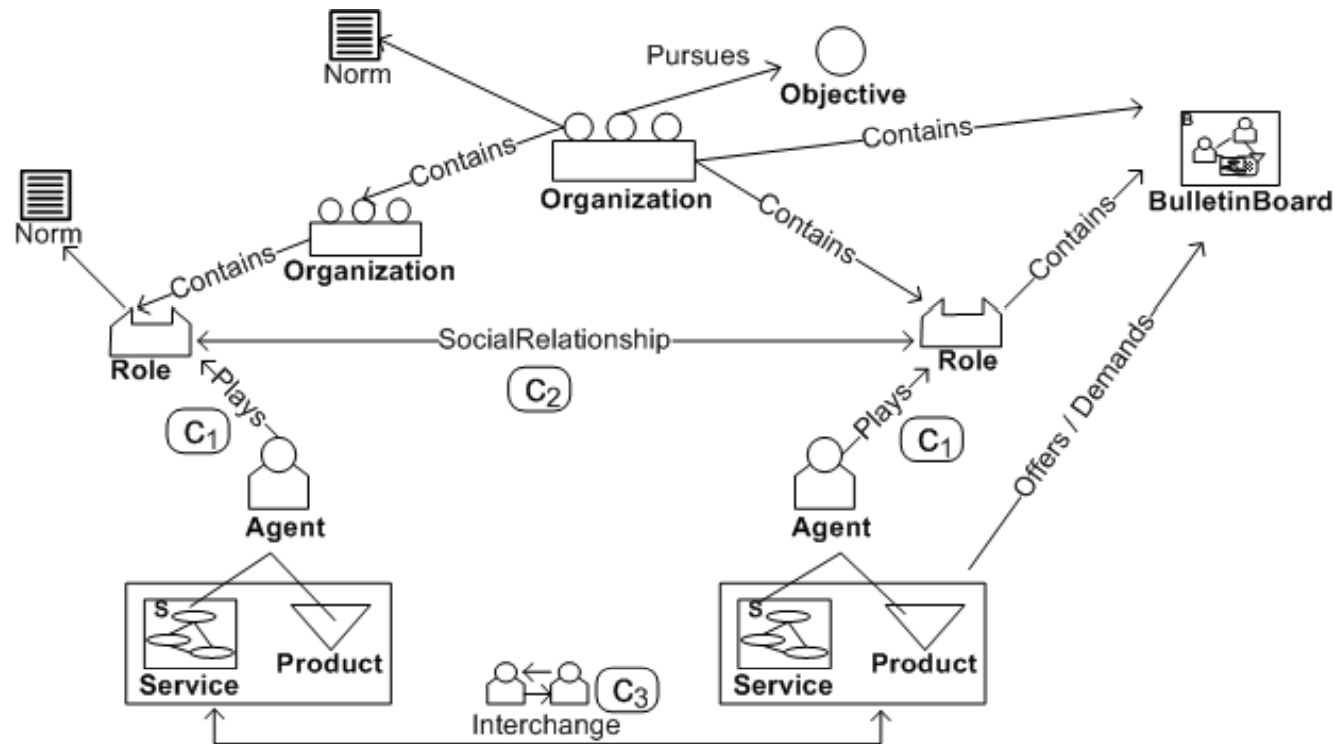 Norm
Pursues
Objective
Contains
Contains
B
Organization
BulletinBoard
Norm
Contains
Contains
Contains
Organization
SocialRelationship
Role
Role
C2
Plays
C1
Plays
C1
Offers / Demands
Agent
Agent
S
Product
Service
S
Product
Service
C3
Interchange